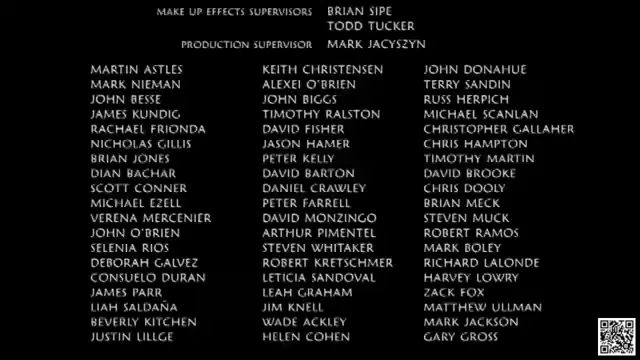 MAKE UP EFFECTS SUPERVISORS BRIAN SIPE
TODD TUCKER
PRODUCTION SUPERVISOR MARK JACYSZYN
MARTIN ASTLES KEITH CHRISTENSEN JOHN DONAHUE
MARK NIEMAN ALEXEI O'BRIEN TERRY SANDIN
JOHN BESSE JOHN BIGGS RUSS HERPICH
JAMES KUNDIG TIMOTHY RALSTON MICHAEL SCANLAN
RACHAEL FRIONDA DAVID FISHER CHRISTOPHER GALLAHER
NICHOLAS GILLIS JASON HAMER CHRIS HAMPTON
BRIAN JONES PETER KELLY TIMOTHY MARTIN
DIAN BACHAR DAVID BARTON DAVID BROOKE
SCOTT CONNER DANIEL CRAWLEY CHRIS DOOLY
MICHAEL EZELL PETER FARRELL BRIAN MECK
VERENA MERCENIER DAVID MONZINGO STEVEN MUCK
JOHN O'BRIEN ARTHUR PIMENTEL ROBERT RAMOS
SELENIA RIOS STEVEN WHITAKER MARK BOLEY
DEBORAH GALVEZ ROBERT KRETSCHMER RICHARD LALONDE
CONSUELO DURAN LETICIA SANDOVAL HARVEY LOWRY
JAMES PARR LEAH GRAHAM ZACK FOX
LIAH SALDAÑA JIM KNELL MATTHEW ULLMAN
BEVERLY KITCHEN WADE ACKLEY MARK JACKSON
JUSTIN LILLGE HELEN COHEN GARY GROSS